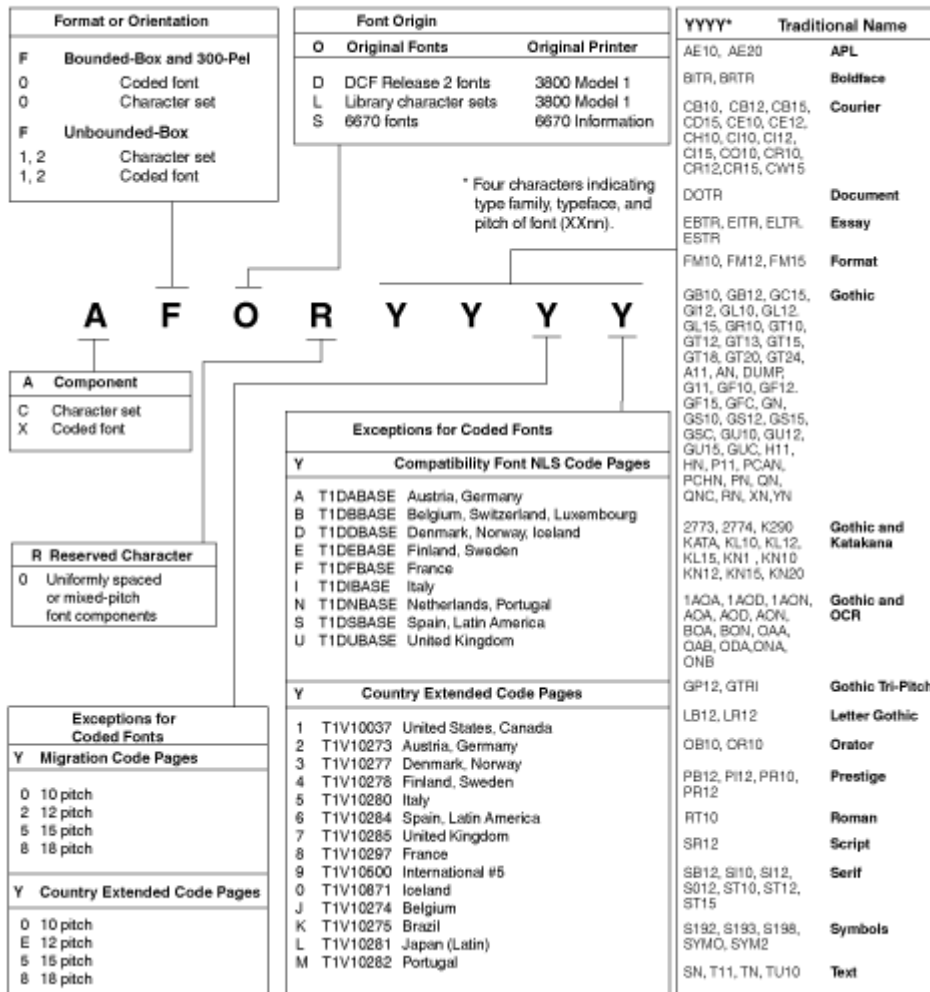 Format or Orientation
F Bounded-Box and 300-Pel
0 Coded font
0 Character set
F Unbounded-Box
1, 2 Character set
1, 2 Coded font
Font Origin
O Original Fonts Original Printer
D DCF Release 2 fonts 3800 Model 1
L Library character sets 3800 Model 1
S 6670 fonts 6670 Information
* Four characters indicating
type family, typeface, and
pitch of font (XXnn).
A F O R Y Y Y Y
A Component
C Character set
X Coded font
R Reserved Character
0 Uniformly spaced
or mixed-pitch
font components
Exceptions for
Coded Fonts
Y Migration Code Pages
0 10 pitch
2 12 pitch
5 15 pitch
8 18 pitch
Y Country Extended Code Pages
0 10 pitch
E 12 pitch
5 15 pitch
8 18 pitch
Exceptions for Coded Fonts
Y Compatibility Font NLS Code Pages
A T1DABASE Austria, Germany
B T1DBBASE Belgium, Switzerland, Luxembourg
D T1DDBASE Denmark, Norway, Iceland
E T1DEBASE Finland, Sweden
F T1DFBASE France
I T1DIBASE Italy
N T1DNBASE Netherlands, Portugal
S T1DSBASE Spain, Latin America
U T1DUBASE United Kingdom
Y Country Extended Code Pages
1 T1V10037 United States, Canada
2 T1V10273 Austria, Germany
3 T1V10277 Denmark, Norway
4 T1V10278 Finland, Sweden
5 T1V10280 Italy
6 T1V10284 Spain, Latin America
7 T1V10285 United Kingdom
8 T1V10297 France
9 T1V10500 International #5
0 T1V10871 Iceland
J T1V10274 Belgium
K T1V10275 Brazil
L T1V10281 Japan (Latin)
M T1V10282 Portugal
YYYY* Traditional Name
AE10, AE20 APL
BITR, BRTR Boldface
CB10, CB12, CB15, Courier
CD15, CE10, CE12,
CH10, CI10, CI12,
CI15, CO10, CR10,
CR12,CR15, CW15
DOTR Document
EBTR, EITR, ELTR. Essay
ESTR
FM10, FM12, FM15 Format
GB10, GB12, GC15, Gothic
GI12, GL10, GL12.
GL15, GR10, GT10,
GT12, GT13, GT15,
GT18, GT20, GT24,
A11, AN, DUMP,
G11, GF10, GF12.
GF15, GFC, GN,
GS10, GS12, GS15,
GSC, GU10, GU12,
GU15, GUC, H11,
HN, P11, PCAN,
PCHN, PN, QN,
QNC, RN, XN,YN
2773, 2774, K290 Gothic and
KATA, KL10, KL12, Katakana
KL15, KN1 , KN10
KN12, KN15, KN20
1AOA, 1AOD, 1AON, Gothic and
AOA, AOD, AON, OCR
BOA, BON, OAA,
OAB, ODA,ONA,
ONB
GP12, GTRI Gothic Tri-Pitch
LB12, LR12 Letter Gothic
OB10, OR10 Orator
PB12, PI12, PR10, Prestige
PR12
RT10 Roman
SR12 Script
SB12, SI10, SI12, Serif
S012, ST10, ST12,
ST15
S192, S193, S198, Symbols
SYMO, SYM2
SN, T11, TN, TU10 Text